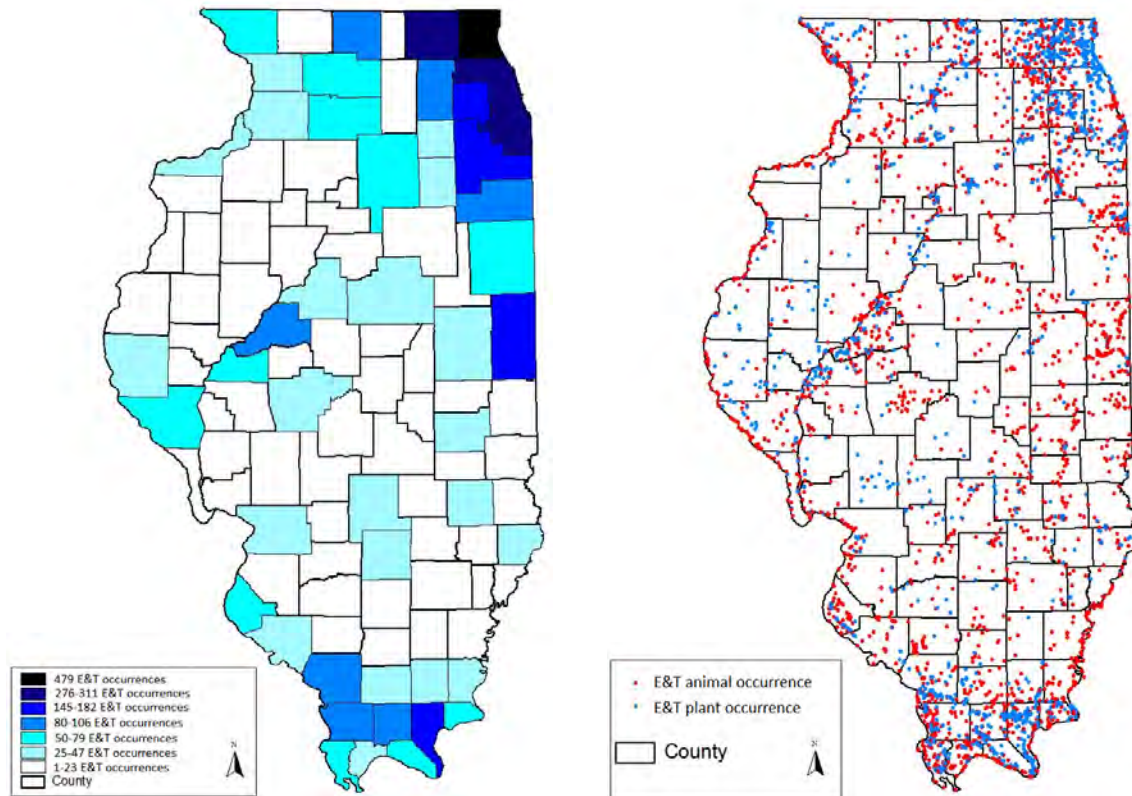 479 E&T occurrences
276-311 E&T occurrences
145-182 E&T occurrences
80-106 E&T occurrences
50-79 E&T occurrences
25-47 E&T occurrences
1-23 E&T occurrences
County
N
E&T animal occurrence
E&T plant occurrence
County
N